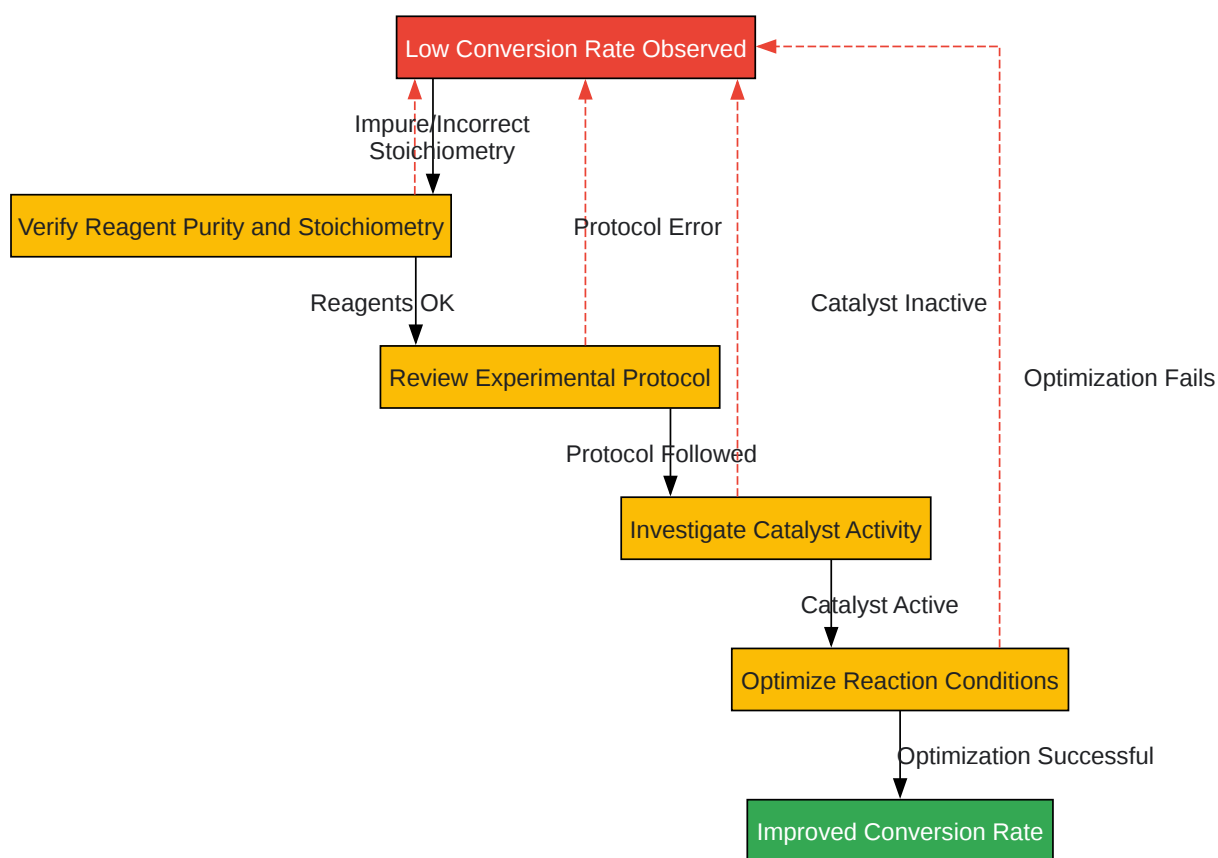 Low Conversion Rate Observed
Impure/Incorrect
Stoichiometry
Verify Reagent Purity and Stoichiometry
Protocol Error
Reagents OK
Catalyst Inactive
Review Experimental Protocol
Optimization Fails
Protocol Followed
Investigate Catalyst Activity
Catalyst Active
Optimize Reaction Conditions
Optimization Successful
Improved Conversion Rate